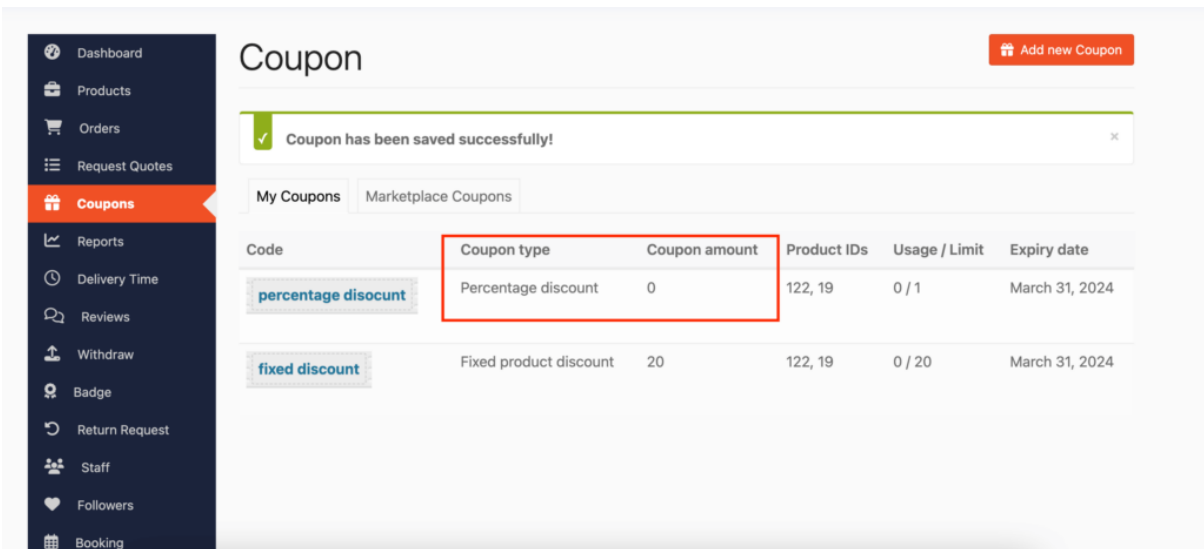 Dashboard
Products
Orders
Request Quotes
Coupons
Reports
Delivery Time
Reviews
Withdraw
Badge
Return Request
Staff
Followers
Booking
Coupon
Add new Coupon
Coupon has been saved successfully!
My Coupons Marketplace Coupons
Code Coupon type Coupon amount Product IDs Usage / Limit Expiry date
percentage disocunt Percentage discount 0 122, 19 0 / 1 March 31, 2024
fixed discount Fixed product discount 20 122, 19 0 / 20 March 31, 2024